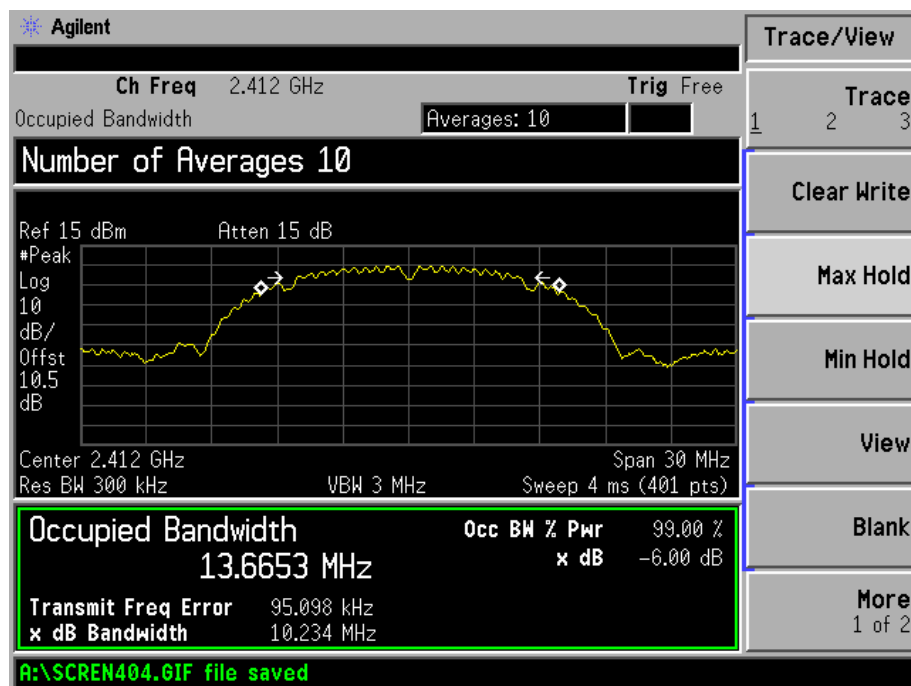 Agilent
Trace/View
Ch Freq 2.412 GHz Trig Free
Occupied Bandwidth Averages: 10
Number of Averages 10
Ref 15 dBm Atten 15 dB
#Peak
Log
10
dB/
Offst
10.5
dB
Center 2.412 GHz Span 30 MHz
Res BW 300 kHz VBW 3 MHz Sweep 4 ms (401 pts)
Occupied Bandwidth
13.6653 MHz
Occ BW % Pwr 99.00 %
x dB -6.00 dB
Transmit Freq Error 95.098 kHz
x dB Bandwidth 10.234 MHz
A:\SCREN404.GIF file saved
Trace
1 2 3
Clear Write
Max Hold
Min Hold
View
Blank
More
1 of 2